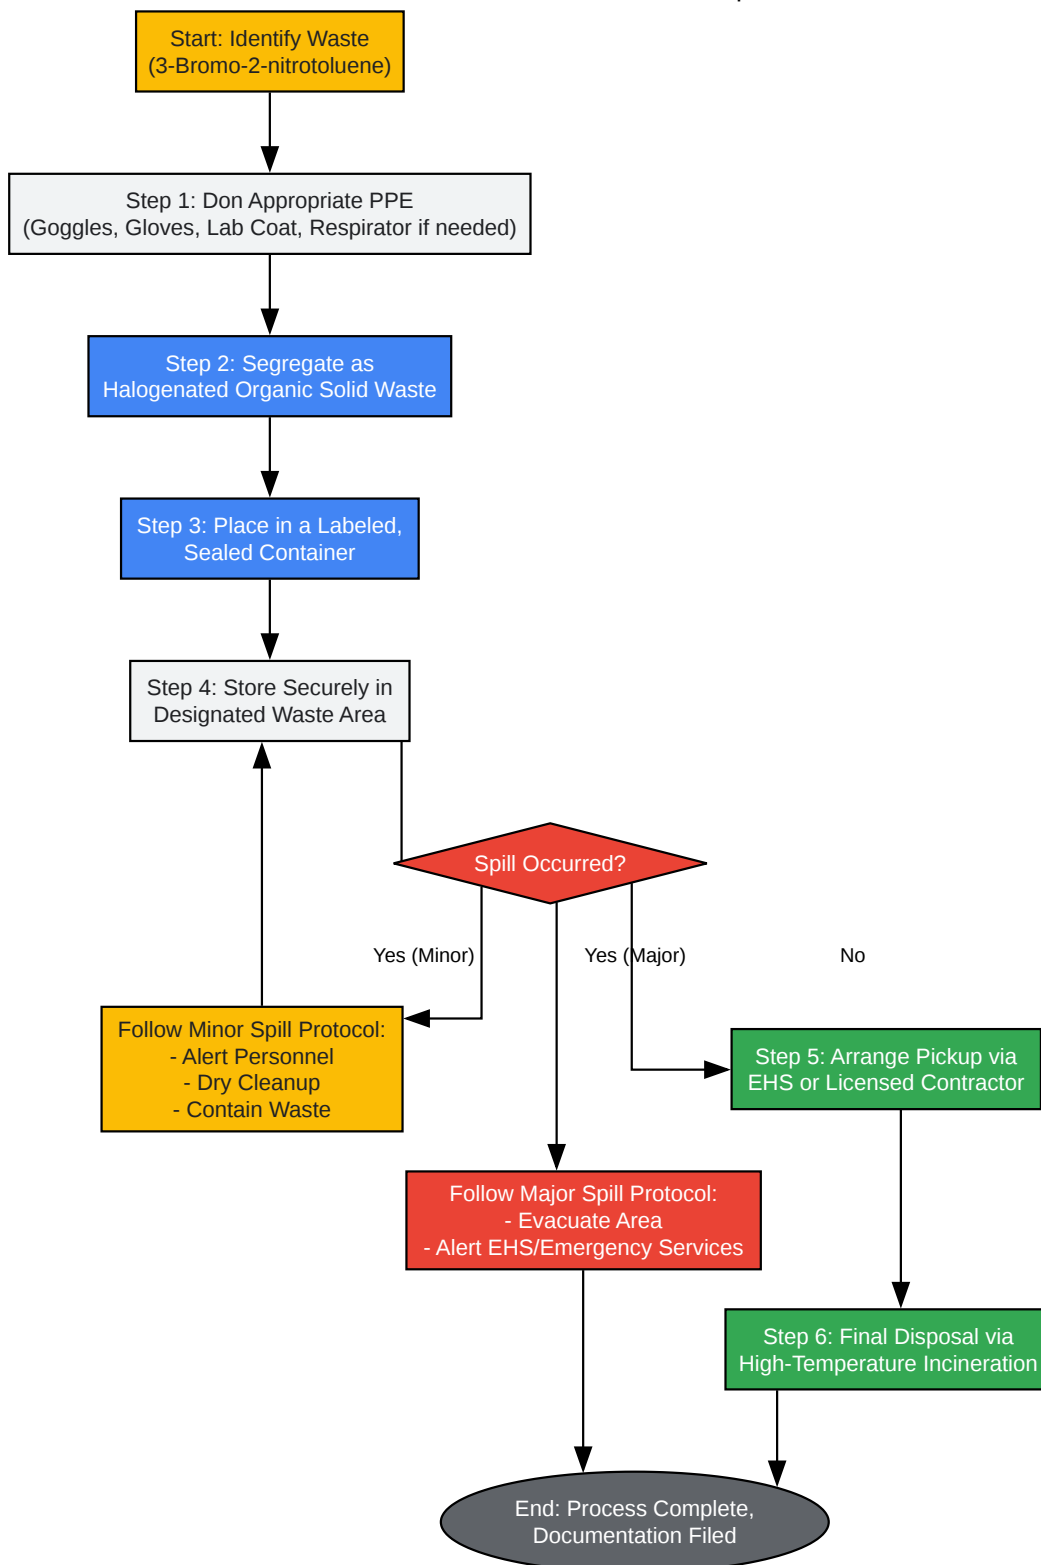 Start: Identify Waste
(3-Bromo-2-nitrotoluene)
Step 1: Don Appropriate PPE
(Goggles, Gloves, Lab Coat, Respirator if needed)
Step 2: Segregate as
Halogenated Organic Solid Waste
Step 3: Place in a Labeled,
Sealed Container
Step 4: Store Securely in
Designated Waste Area
Spill Occurred?
Yes (Minor)
Yes (Major)
No
Follow Minor Spill Protocol:
- Alert Personnel
- Dry Cleanup
- Contain Waste
Step 5: Arrange Pickup via
EHS or Licensed Contractor
Follow Major Spill Protocol:
- Evacuate Area
- Alert EHS/Emergency Services
Step 6: Final Disposal via
High-Temperature Incineration
End: Process Complete,
Documentation Filed